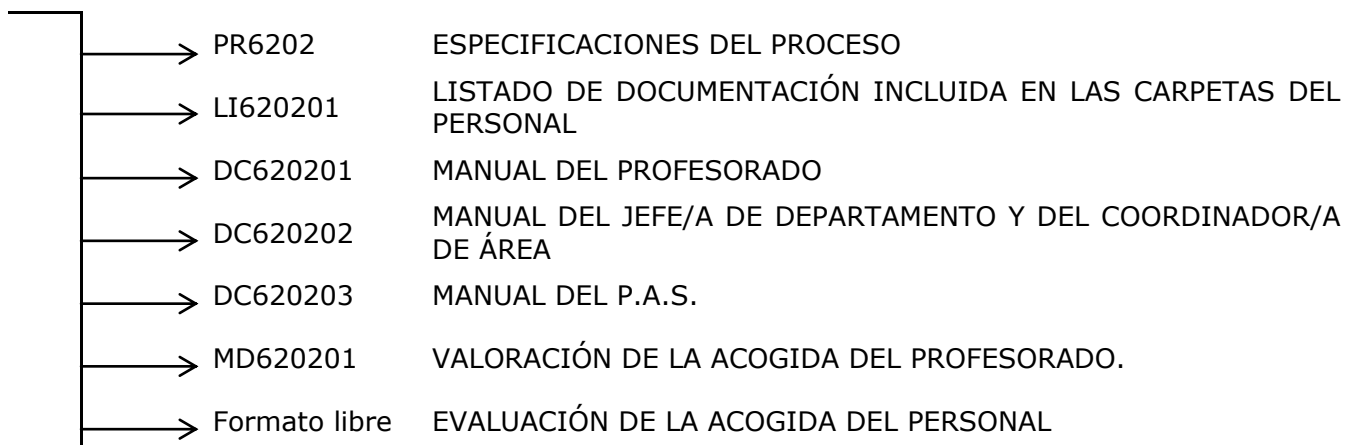 PR6202 ESPECIFICACIONES DEL PROCESO
LI620201 LISTADO DE DOCUMENTACIÓN INCLUIDA EN LAS CARPETAS DEL
PERSONAL
DC620201 MANUAL DEL PROFESORADO
DC620202 MANUAL DEL JEFE/A DE DEPARTAMENTO Y DEL COORDINADOR/A
DE ÁREA
DC620203 MANUAL DEL P.A.S.
MD620201 VALORACIÓN DE LA ACOGIDA DEL PROFESORADO.
Formato libre EVALUACIÓN DE LA ACOGIDA DEL PERSONAL